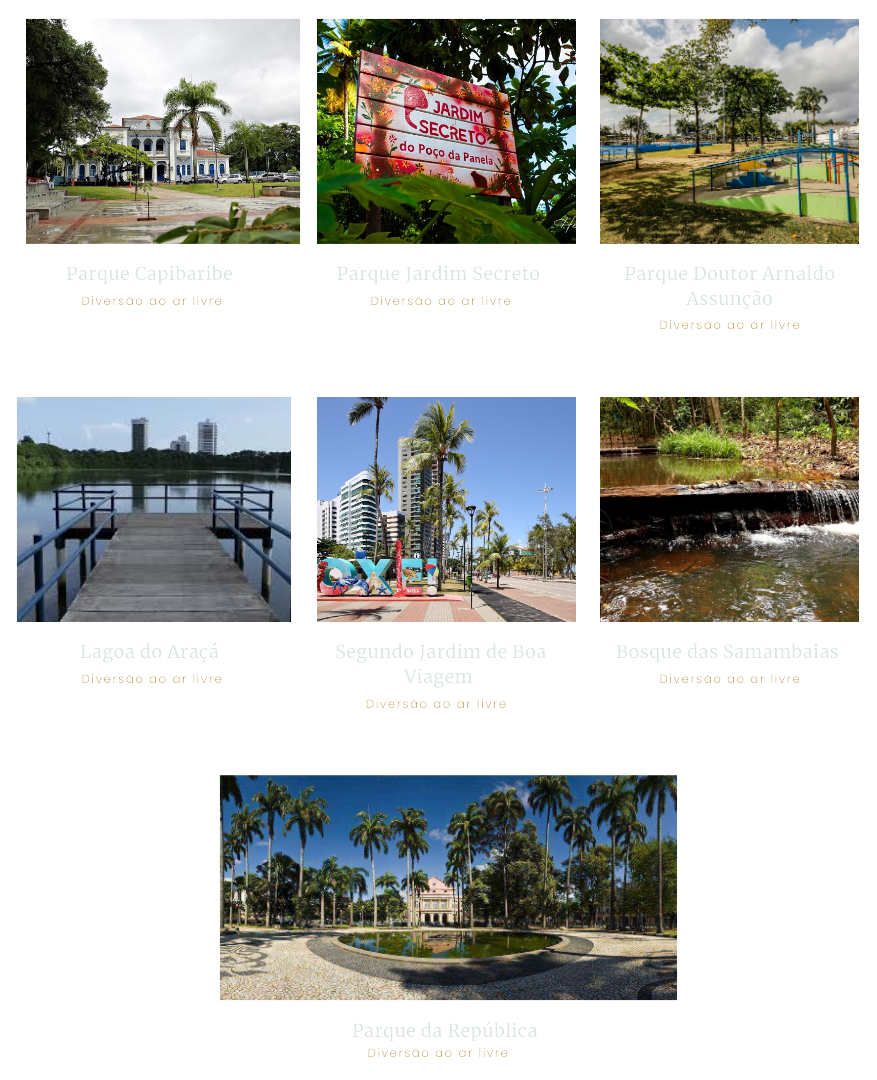 JARDIM
SECRETO
do Poço da Panela
Parque Capibaribe
Diversão ao ar livre
Parque Jardim Secreto
Diversão ao ar livre
Parque Doutor Arnaldo
Assunção
Diversão ao ar livre
OXE!
Lagoa do Araçá
Diversão ao ar livre
Segundo Jardim de Boa
Viagem
Diversão ao ar livre
Bosque das Samambaias
Diversão ao ar livre
Parque da República
Diversão ao ar livre